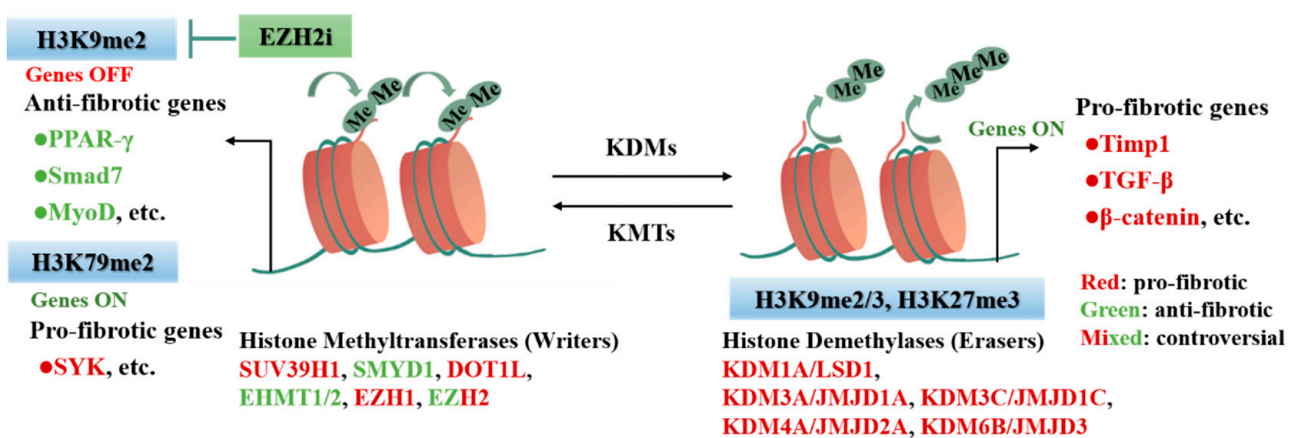 H3K9me2
EZH2i
Genes OFF
Anti-fibrotic genes
●PPAR-γ
●Smad7
●MyoD, etc.
H3K79me2
Genes ON
Pro-fibrotic genes
●SYK, etc.
Me Me
Me Me
Histone Methyltransferases (Writers)
SUV39H1, SMYD1, DOT1L,
EHMT1/2, EZH1, EZH2
KDMs
KMTs
Me Me
Me Me Me
Genes ON
Pro-fibrotic genes
●Timp1
●TGF-β
●β-catenin, etc.
H3K9me2/3, H3K27me3
Histone Demethylases (Erasers)
KDM1A/LSD1,
KDM3A/JMJD1A, KDM3C/JMJD1C,
KDM4A/JMJD2A, KDM6B/JMJD3
Red: pro-fibrotic
Green: anti-fibrotic
Mixed: controversial